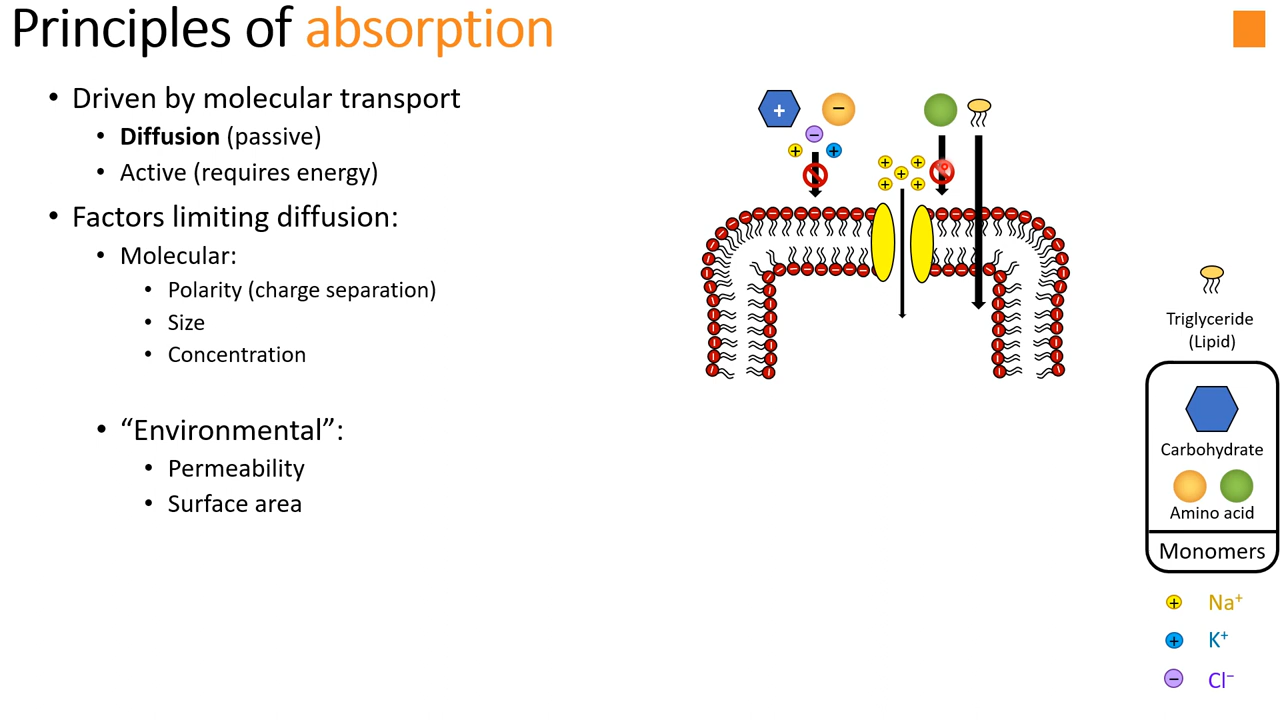 Principles of absorption
• Driven by molecular transport
• Diffusion (passive)
• Active (requires energy)
• Factors limiting diffusion:
• Molecular:
• Polarity (charge separation)
• Size
• Concentration
• “Environmental”:
• Permeability
• Surface area
Triglyceride
(Lipid)
Carbohydrate
Amino acid
Monomers
Na⁺
K⁺
Cl⁻